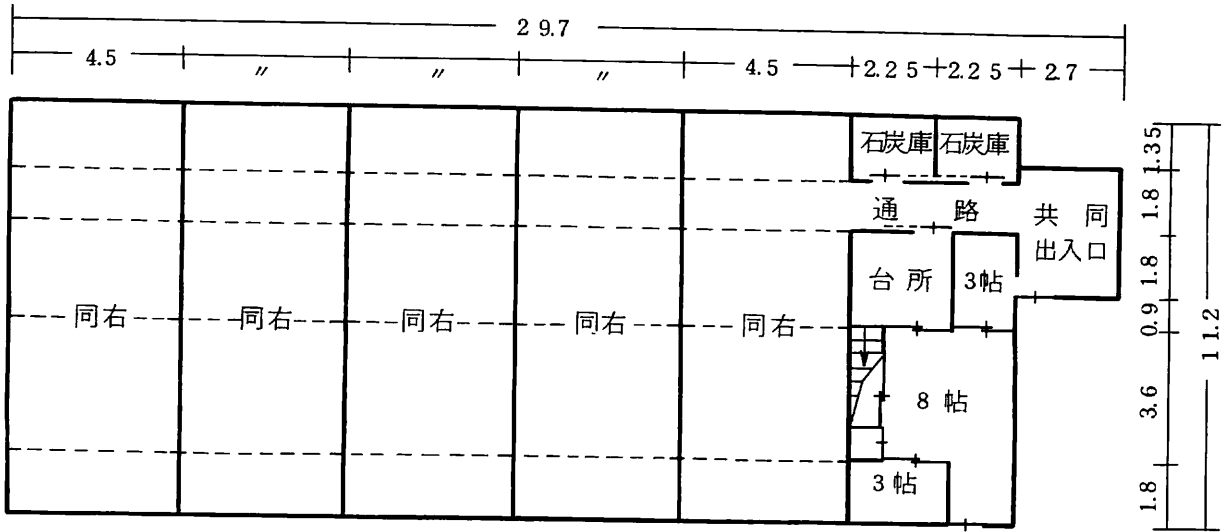 29.7
4.5 〃 〃 〃 4.5 2.25 2.25 2.7
石炭庫 石炭庫
通路
共同
出入口
台所 3帖
同右 同右 同右 同右 同右
8帖
3帖
1.35
1.8
1.8
0.9
3.6
1.8
11.2